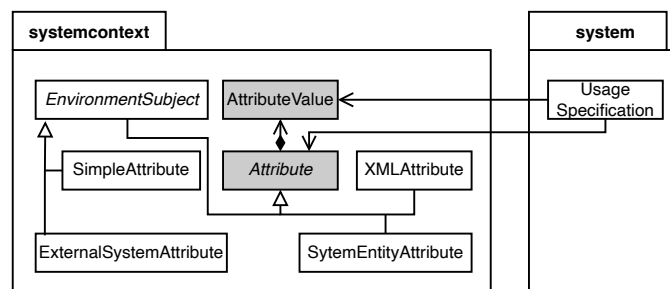 systemcontext
system
EnvironmentSubject
AttributeValue
Usage
Specification
SimpleAttribute
Attribute
XMLAttribute
ExternalSystemAttribute
SytemEntityAttribute